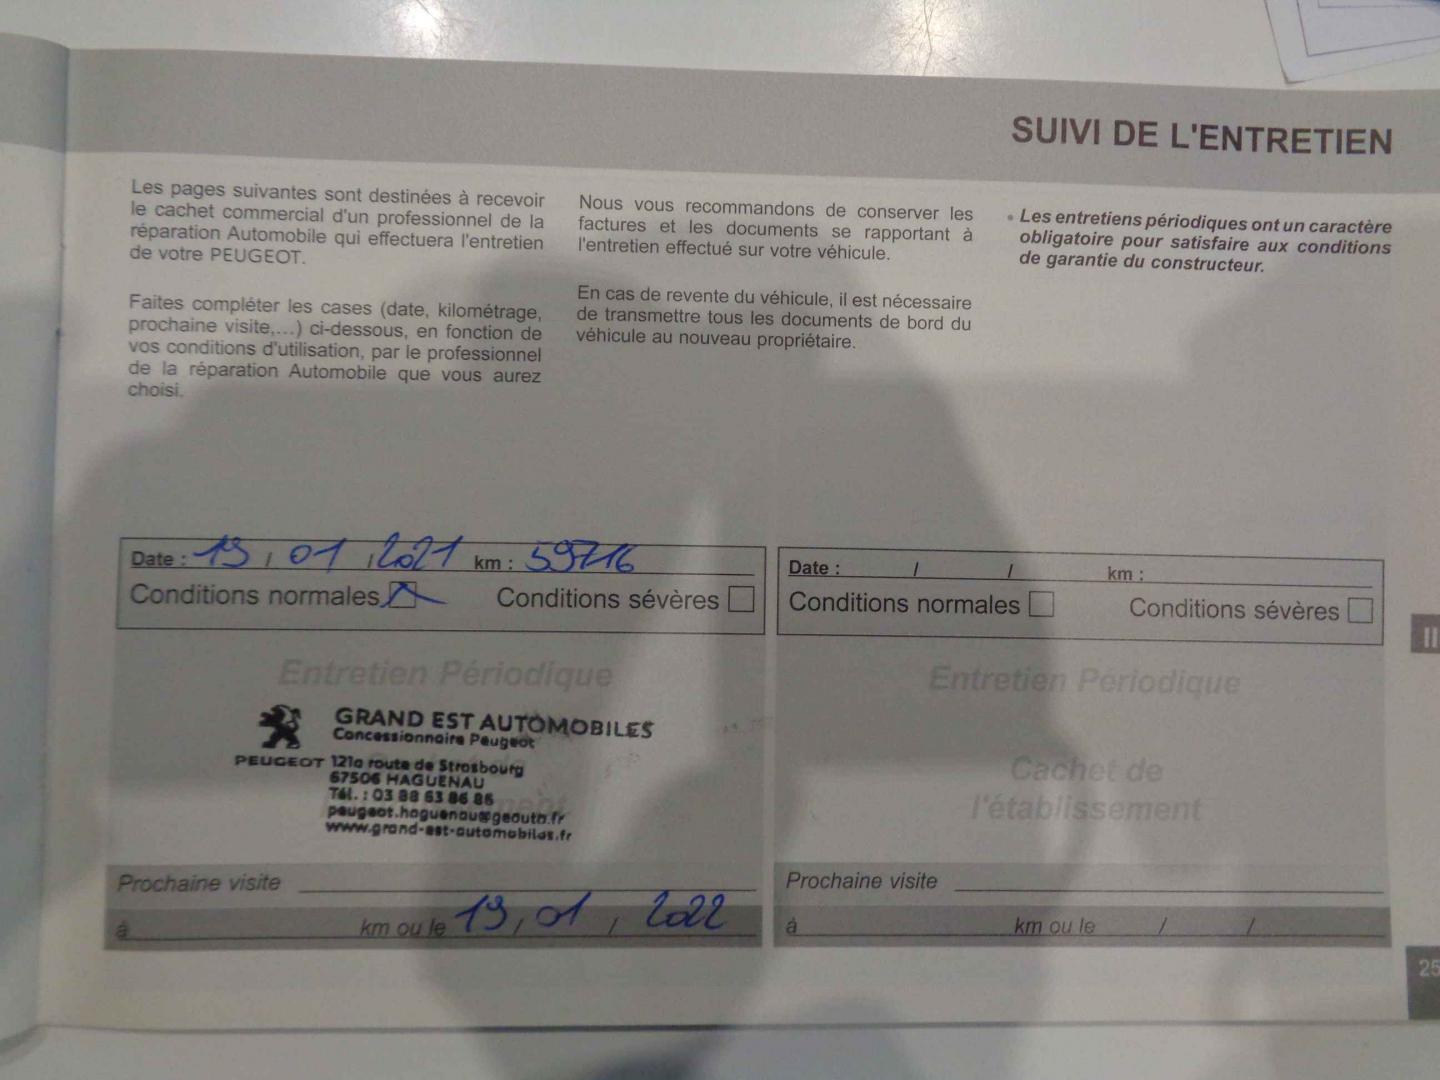 SUIVI DE L'ENTRETIEN
Les pages suivantes sont destinées à recevoir
le cachet commercial d'un professionnel de la
réparation Automobile qui effectuera l'entretien
de votre PEUGEOT.
Faites compléter les cases (date, kilométrage,
prochaine visite,...) ci-dessous, en fonction de
vos conditions d'utilisation, par le professionnel
de la réparation Automobile que vous aurez
choisi.
Nous vous recommandons de conserver les
factures et les documents se rapportant à
l'entretien effectué sur votre véhicule.
En cas de revente du véhicule, il est nécessaire
de transmettre tous les documents de bord du
véhicule au nouveau propriétaire.
• Les entretiens périodiques ont un caractère
obligatoire pour satisfaire aux conditions
de garantie du constructeur.
Date : 19 / 01 / 2021 km : 59716
Conditions normales Conditions sévères
Entretien Périodique
GRAND EST AUTOMOBILES
Concessionnaire Peugeot
PEUGEOT 121a route de Strasbourg
67506 HAGUENAU
Tél. : 03 88 63 86 86
peugeot.haguenau@geauto.fr
www.grand-est-automobiles.fr
Prochaine visite
à km ou le 19 / 01 / 2022
Date : / / km :
Conditions normales Conditions sévères
Entretien Périodique
Cachet de
l'établissement
Prochaine visite
à km ou le / /
II
25